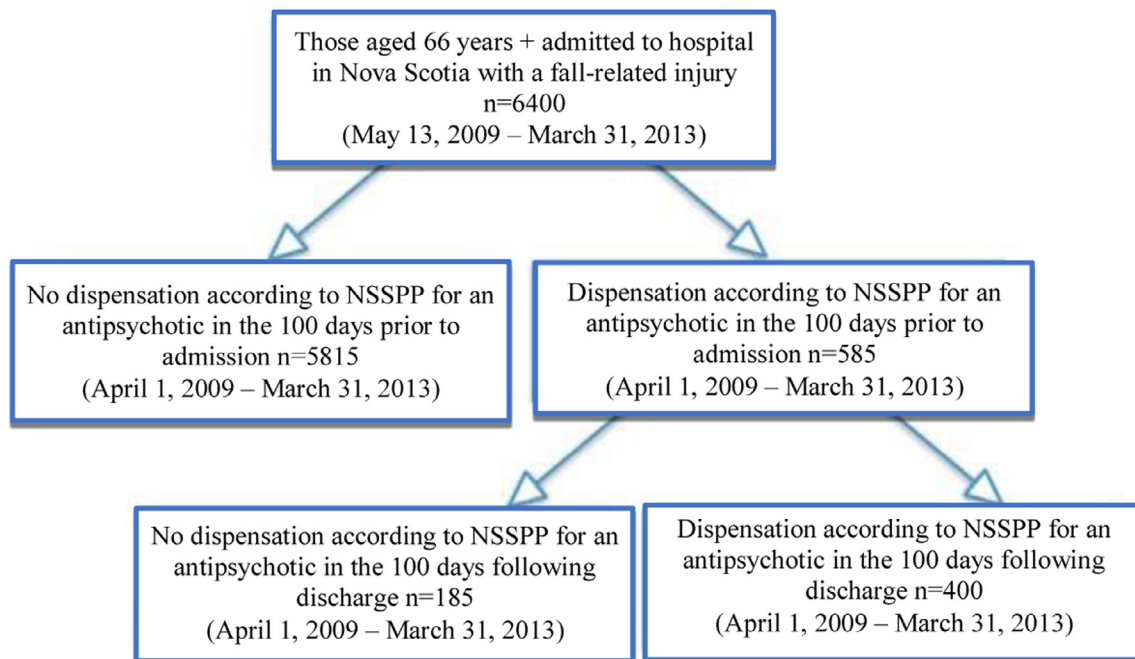 Those aged 66 years + admitted to hospital
in Nova Scotia with a fall-related injury
n=6400
(May 13, 2009 – March 31, 2013)
No dispensation according to NSSPP for an
antipsychotic in the 100 days prior to
admission n=5815
(April 1, 2009 – March 31, 2013)
Dispensation according to NSSPP for an
antipsychotic in the 100 days prior to
admission n=585
(April 1, 2009 – March 31, 2013)
No dispensation according to NSSPP for an
antipsychotic in the 100 days following
discharge n=185
(April 1, 2009 – March 31, 2013)
Dispensation according to NSSPP for an
antipsychotic in the 100 days following
discharge n=400
(April 1, 2009 – March 31, 2013)